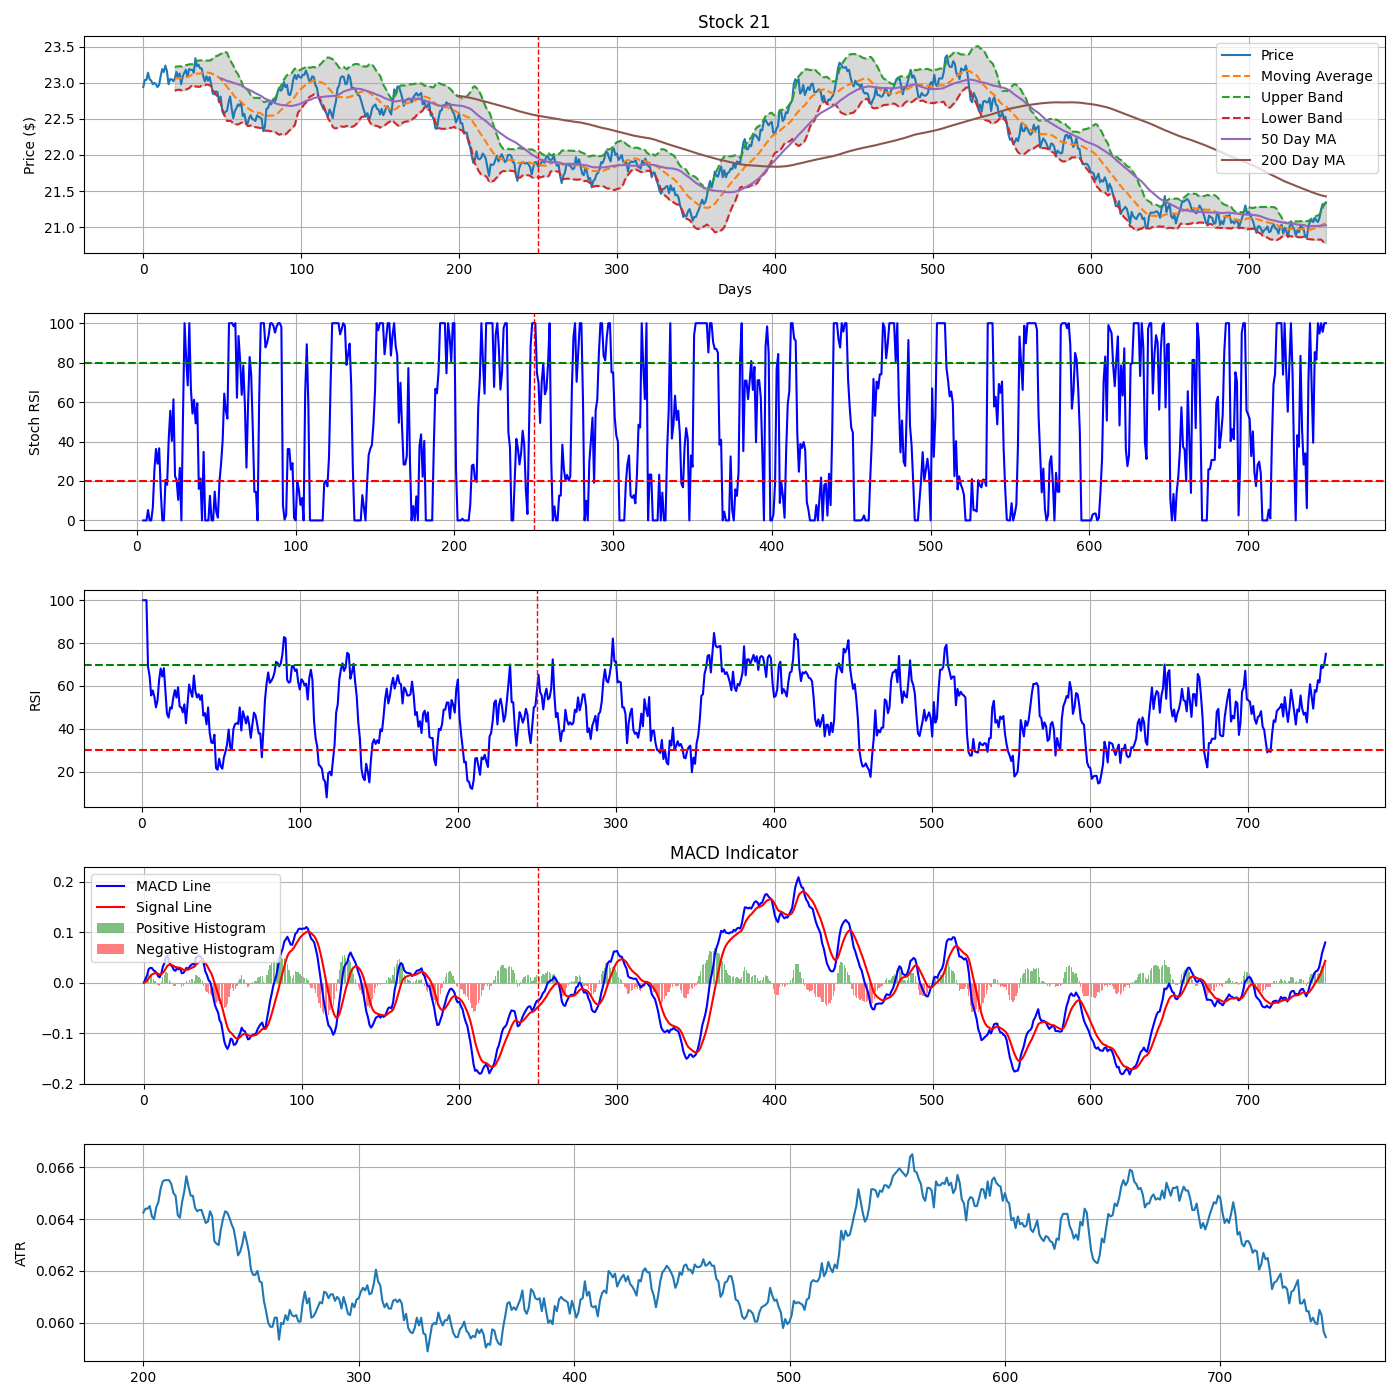 Stock 21
Price ($)
23.5
23.0
22.5
22.0
21.5
21.0
Price
Moving Average
Upper Band
Lower Band
50 Day MA
200 Day MA
0 100 200 300 400 500 600 700
Days
Stoch RSI
100
80
60
40
20
0
0 100 200 300 400 500 600 700
RSI
100
80
60
40
20
0 100 200 300 400 500 600 700
MACD Indicator
0.2
0.1
0.0
−0.1
−0.2
MACD Line
Signal Line
Positive Histogram
Negative Histogram
0 100 200 300 400 500 600 700
ATR
0.066
0.064
0.062
0.060
200 300 400 500 600 700